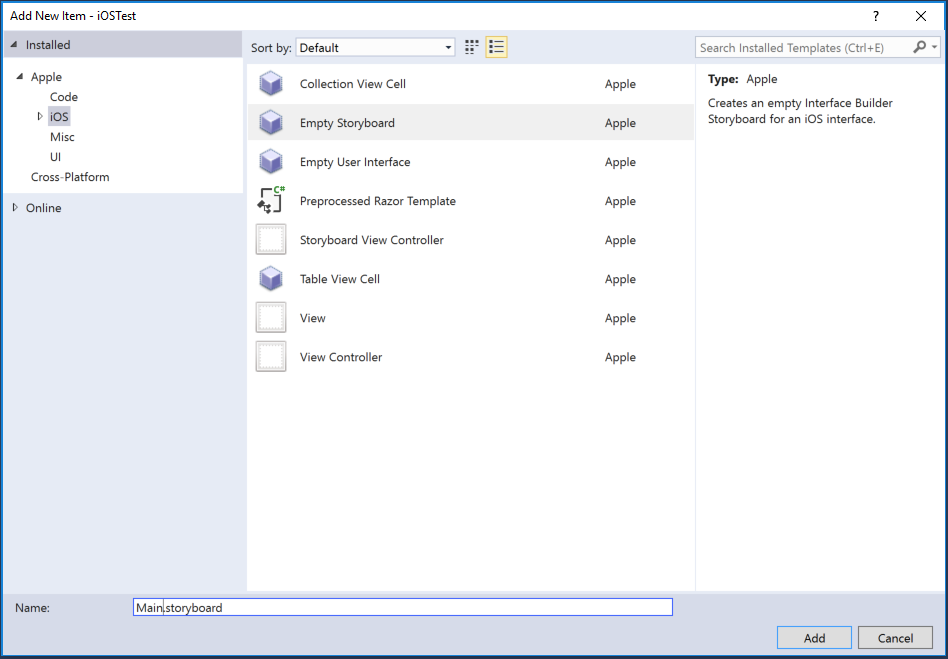 Add New Item - iOSTest
?
Installed
Sort by: Default
Search Installed Templates (Ctrl+E)
Apple
Code
iOS
Misc
UI
Cross-Platform
Online
Collection View Cell Apple
Empty Storyboard Apple
Empty User Interface Apple
C#
Preprocessed Razor Template Apple
Storyboard View Controller Apple
Table View Cell Apple
View Apple
View Controller Apple
Type: Apple
Creates an empty Interface Builder
Storyboard for an iOS interface.
Name: Main.storyboard
Add Cancel